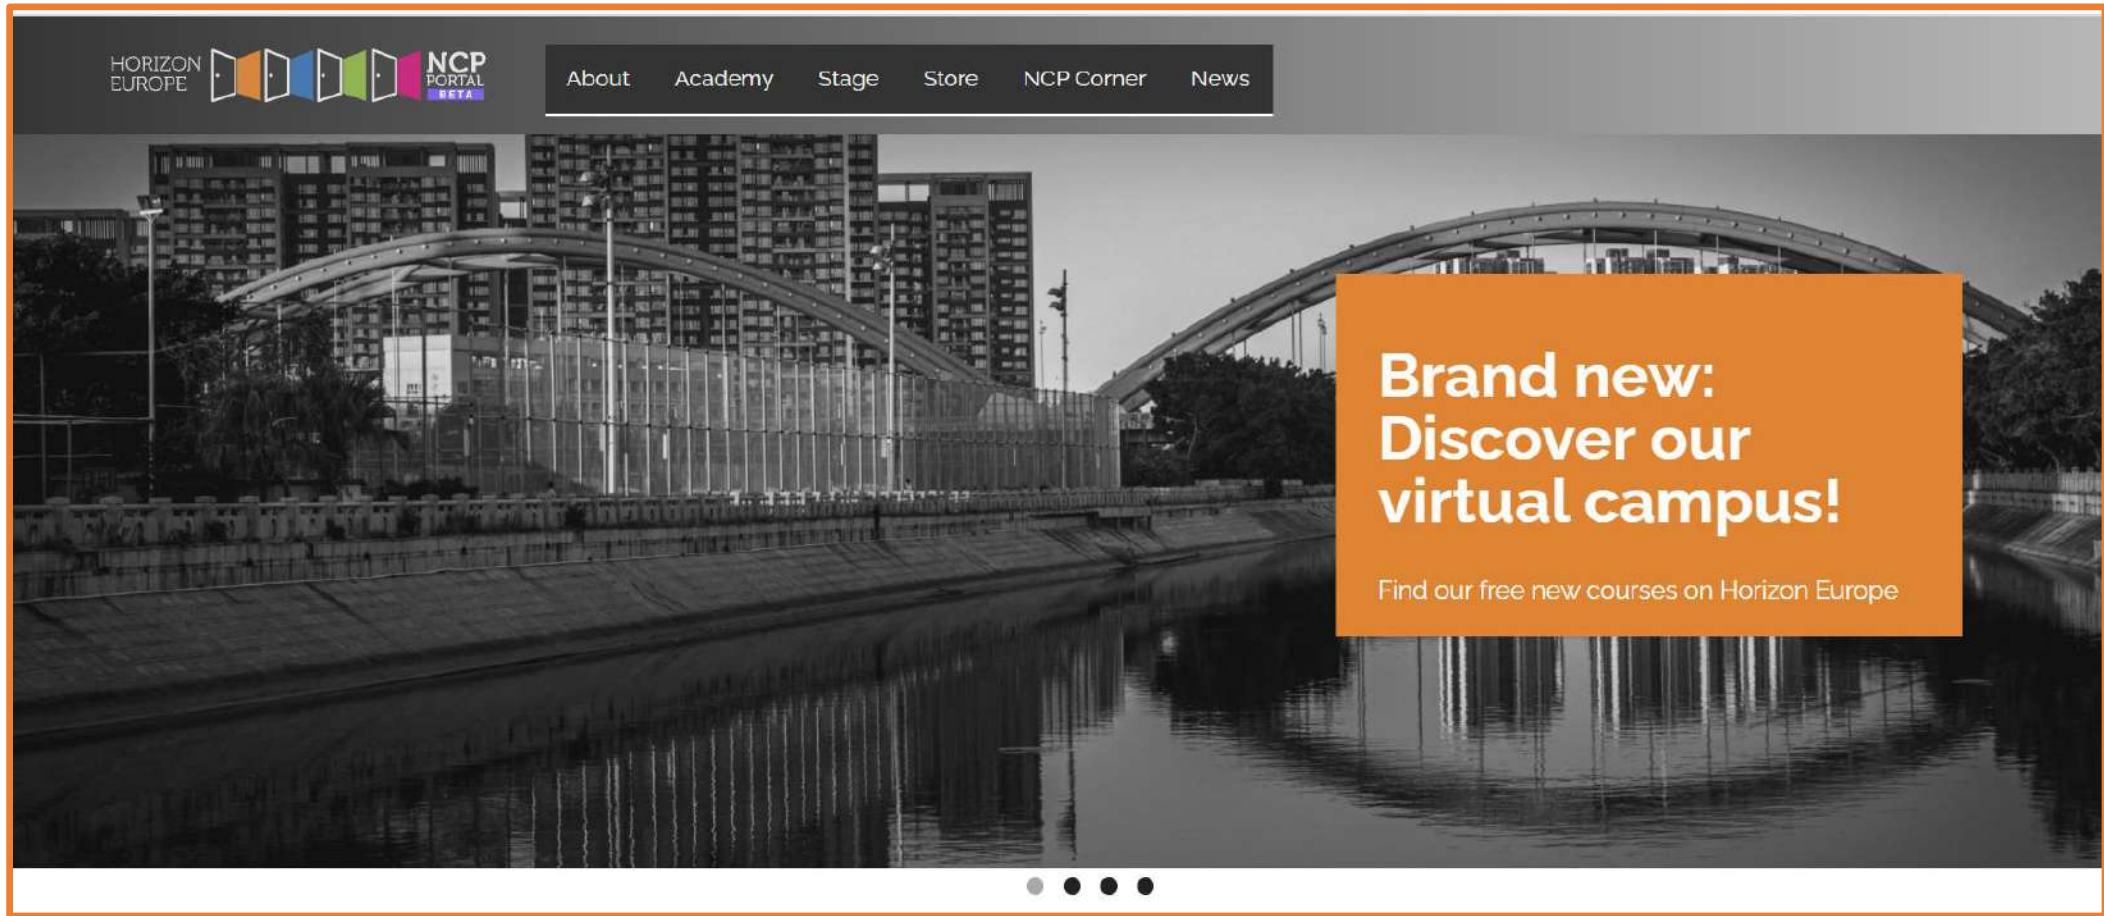 HORIZON
EUROPE
NCP
PORTAL
BETA
About Academy Stage Store NCP Corner News
Brand new:
Discover our
virtual campus!
Find our free new courses on Horizon Europe